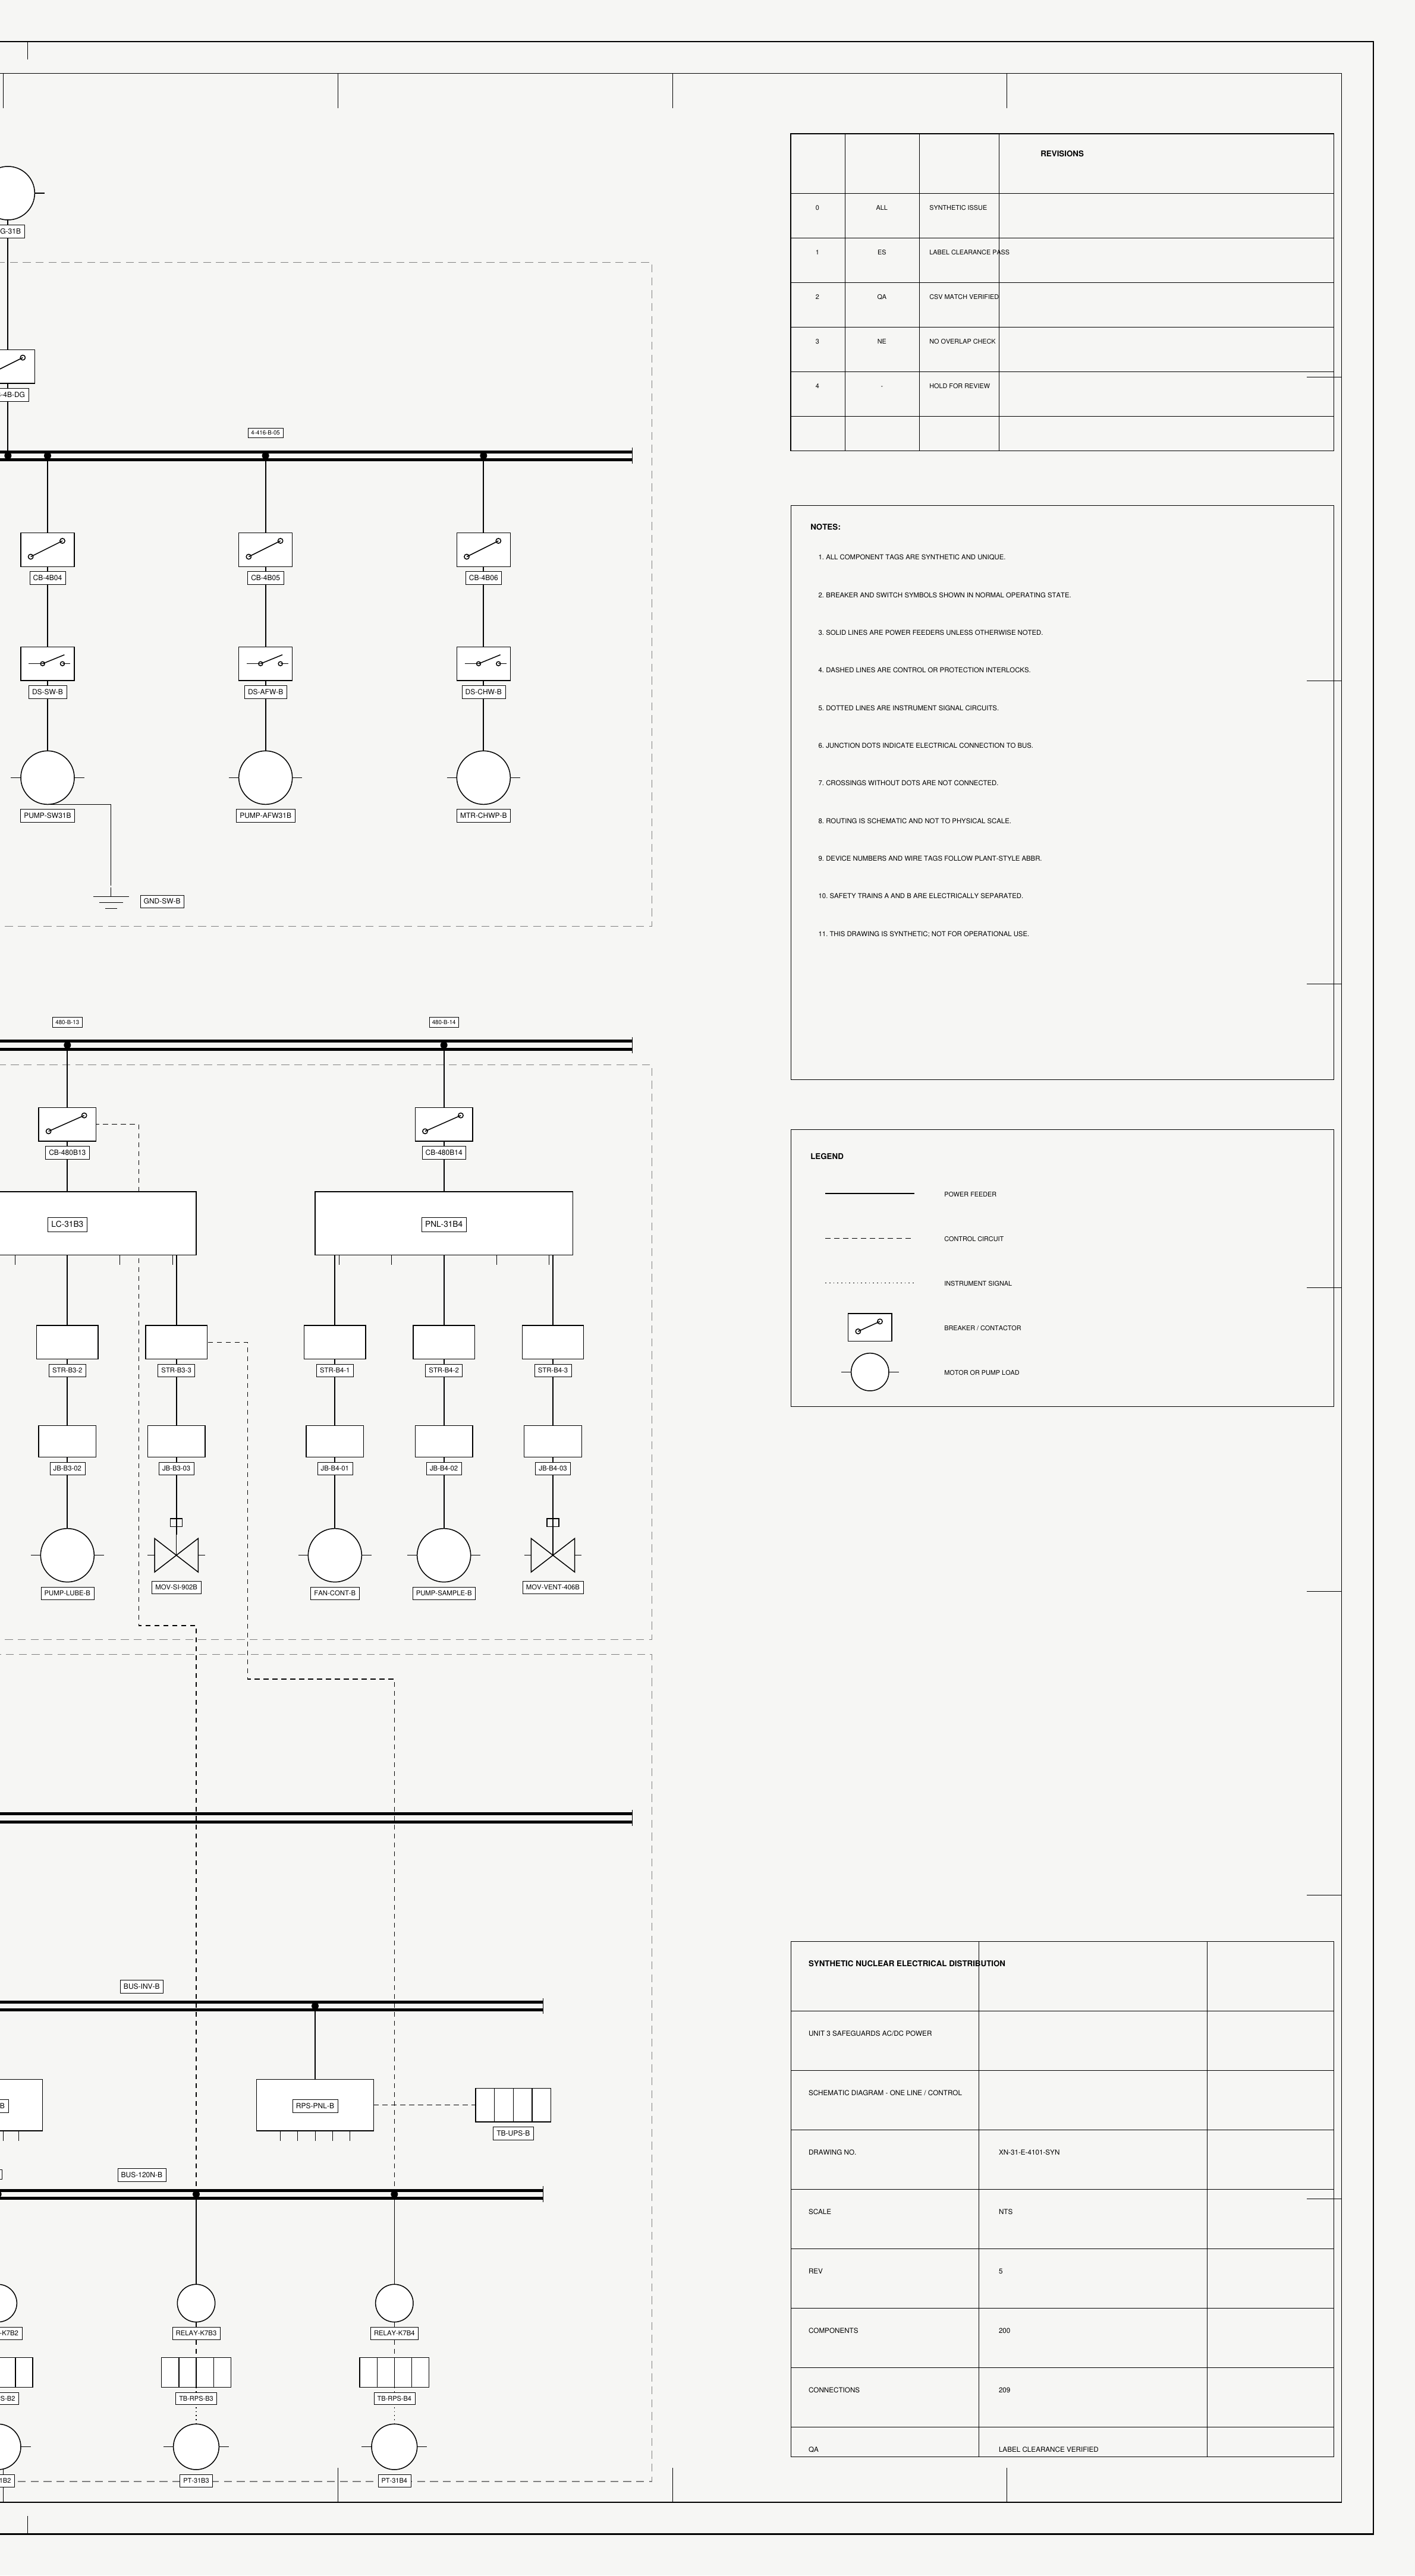 G-31B
-4B-DG
4-416-B-05
CB-4B04
CB-4B05
CB-4B06
DS-SW-B
DS-AFW-B
DS-CHW-B
PUMP-SW31B
PUMP-AFW31B
MTR-CHWP-B
GND-SW-B
480-B-13
480-B-14
CB-480B13
CB-480B14
LC-31B3
PNL-31B4
STR-B3-2
STR-B3-3
STR-B4-1
STR-B4-2
STR-B4-3
JB-B3-02
JB-B3-03
JB-B4-01
JB-B4-02
JB-B4-03
PUMP-LUBE-B
MOV-SI-902B
FAN-CONT-B
PUMP-SAMPLE-B
MOV-VENT-406B
BUS-INV-B
B
RPS-PNL-B
TB-UPS-B
BUS-120N-B
-K7B2
RELAY-K7B3
RELAY-K7B4
S-B2
TB-RPS-B3
TB-RPS-B4
1B2
PT-31B3
PT-31B4
REVISIONS
0 ALL SYNTHETIC ISSUE
1 ES LABEL CLEARANCE PASS
2 QA CSV MATCH VERIFIED
3 NE NO OVERLAP CHECK
4 - HOLD FOR REVIEW
NOTES:
1. ALL COMPONENT TAGS ARE SYNTHETIC AND UNIQUE.
2. BREAKER AND SWITCH SYMBOLS SHOWN IN NORMAL OPERATING STATE.
3. SOLID LINES ARE POWER FEEDERS UNLESS OTHERWISE NOTED.
4. DASHED LINES ARE CONTROL OR PROTECTION INTERLOCKS.
5. DOTTED LINES ARE INSTRUMENT SIGNAL CIRCUITS.
6. JUNCTION DOTS INDICATE ELECTRICAL CONNECTION TO BUS.
7. CROSSINGS WITHOUT DOTS ARE NOT CONNECTED.
8. ROUTING IS SCHEMATIC AND NOT TO PHYSICAL SCALE.
9. DEVICE NUMBERS AND WIRE TAGS FOLLOW PLANT-STYLE ABBR.
10. SAFETY TRAINS A AND B ARE ELECTRICALLY SEPARATED.
11. THIS DRAWING IS SYNTHETIC; NOT FOR OPERATIONAL USE.
LEGEND
POWER FEEDER
CONTROL CIRCUIT
INSTRUMENT SIGNAL
BREAKER / CONTACTOR
MOTOR OR PUMP LOAD
SYNTHETIC NUCLEAR ELECTRICAL DISTRIBUTION
UNIT 3 SAFEGUARDS AC/DC POWER
SCHEMATIC DIAGRAM - ONE LINE / CONTROL
DRAWING NO. XN-31-E-4101-SYN
SCALE NTS
REV 5
COMPONENTS 200
CONNECTIONS 209
QA LABEL CLEARANCE VERIFIED